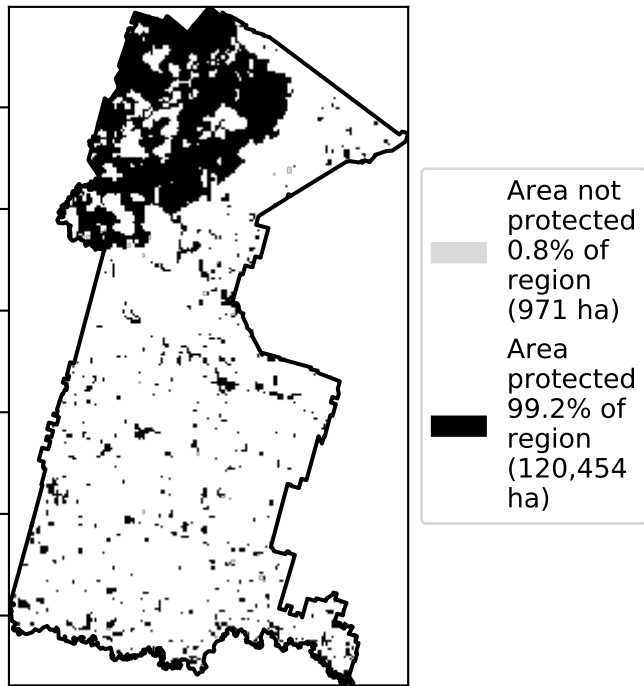 Area not
protected
0.8% of
region
(971 ha)
Area
protected
99.2% of
region
(120,454
ha)